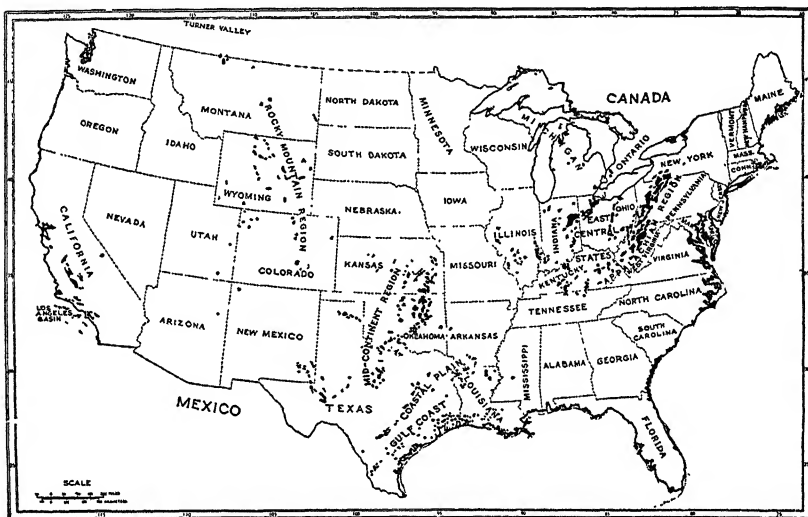 TURNER VALLEY
WASHINGTON
MONTANA
NORTH DAKOTA
MINNESOTA
CANADA
MAINE
VERMONT
OREGON
IDAHO
ROCKY MOUNTAIN REGION
SOUTH DAKOTA
WISCONSIN
MICHIGAN
ONTARIO
NEW YORK
MASS.
CONN.
WYOMING
NEBRASKA
IOWA
PENNSYLVANIA
CALIFORNIA
NEVADA
UTAH
COLORADO
KANSAS
MISSOURI
ILLINOIS
INDIANA
OHIO
EAST
CENTRAL
STATES
APPALACHIAN REGION
VIRGINIA
KENTUCKY
LOS
ANGELES
BASIN
ARIZONA
NEW MEXICO
MID-CONTINENT REGION
OKLAHOMA
ARKANSAS
TENNESSEE
NORTH CAROLINA
SOUTH
CAROLINA
MISSISSIPPI
ALABAMA
GEORGIA
MEXICO
TEXAS
COASTAL PLAIN
GULF COAST
LOUISIANA
FLORIDA
SCALE